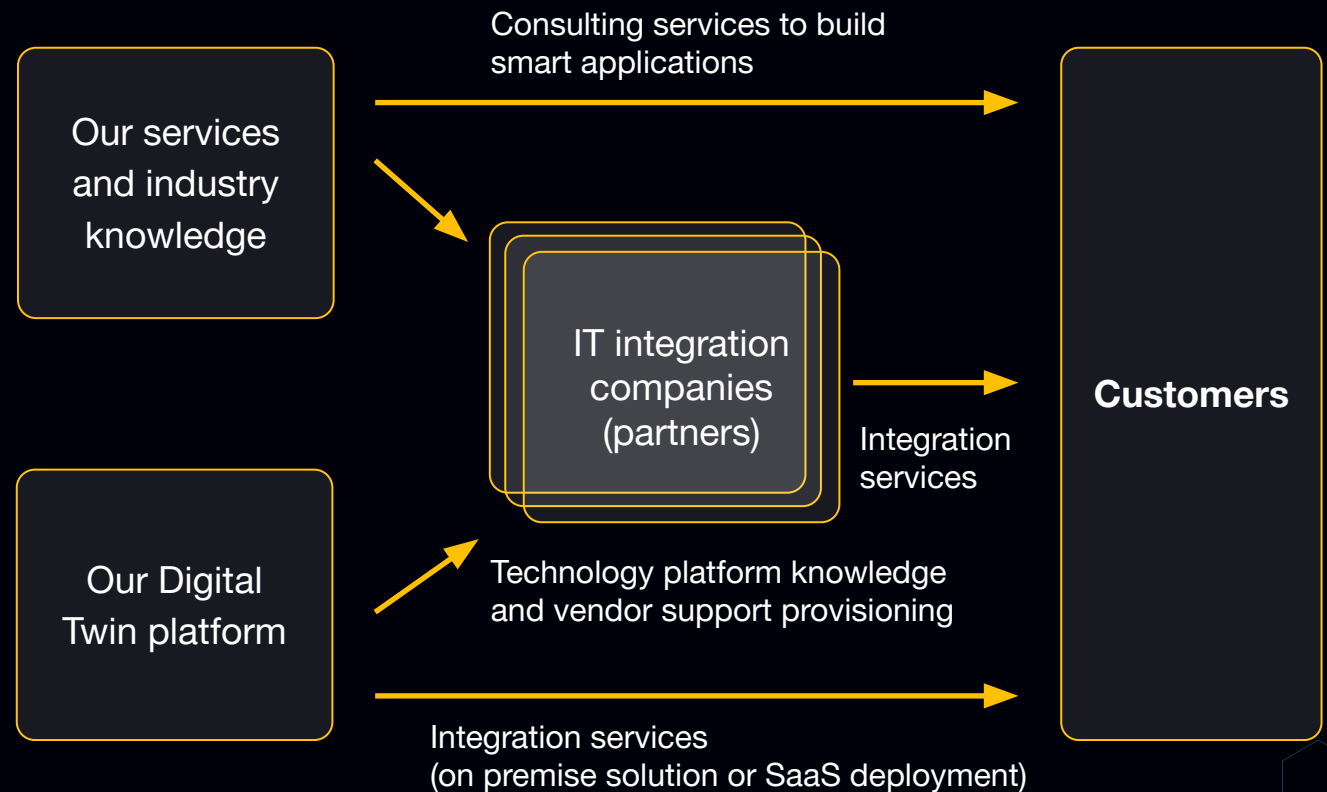 Consulting services to build
smart applications
Our services
and industry
knowledge
IT integration
companies
(partners)
Customers
Integration
services
Our Digital
Twin platform
Technology platform knowledge
and vendor support provisioning
Integration services
(on premise solution or SaaS deployment)